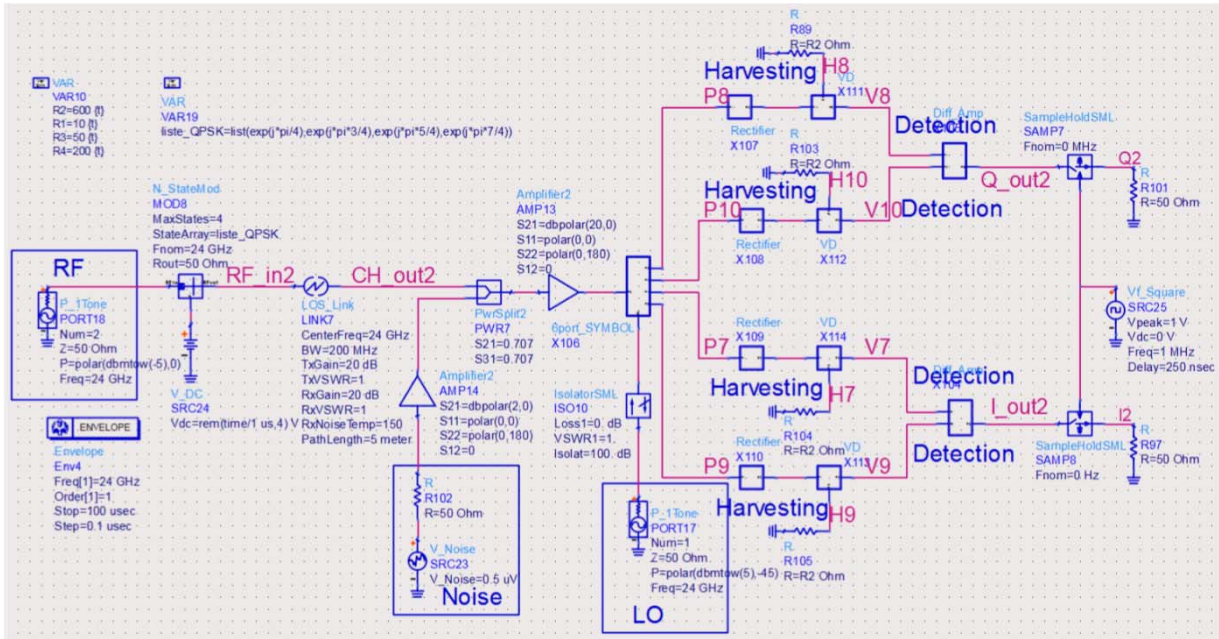 VAR
VAR10
R2=600 {t}
R1=10 {t}
R3=50 {t}
R4=200 {t}
VAR
VAR19
liste_QPSK=list(exp(j*pi/4),exp(j*pi*3/4),exp(j*pi*5/4),exp(j*pi*7/4))
N_StateMod
MOD8
MaxStates=4
StateArray=liste_QPSK
Fnom=24 GHz
Rout=50 Ohm
RF
P_1Tone
PORT18
Num=2
Z=50 Ohm
P=polar(dbmtow(-5),0)
Freq=24 GHz
RF_in2
V_DC
SRC24
Vdc=rem(time/1 us,4) V
ENVELOPE
Envelope
Env4
Freq[1]=24 GHz
Order[1]=1
Stop=100 usec
Step=0.1 usec
CH_out2
LOS_Link
LINK7
CenterFreq=24 GHz
BW=200 MHz
TxGain=20 dB
TxVSWR=1
RxGain=20 dB
RxVSWR=1
RxNoiseTemp=150
PathLength=5 meter
PwrSplit2
PWR7
S21=0.707
S31=0.707
Amplifier2
AMP14
S21=dbpolar(2,0)
S11=polar(0,0)
S22=polar(0,180)
S12=0
R
R102
R=50 Ohm
V_Noise
SRC23
V_Noise=0.5 uV
Noise
Amplifier2
AMP13
S21=dbpolar(20,0)
S11=polar(0,0)
S22=polar(0,180)
S12=0
6port_SYMBOL
X106
IsolatorSML
ISO10
Loss1=0. dB
VSWR1=1.
Isolat=100. dB
P_1Tone
PORT17
Num=1
Z=50 Ohm
P=polar(dbmtow(5),-45)
Freq=24 GHz
LO
R
R89
R=R2 Ohm
Harvesting
H8
P8
Rectifier
X107
VD
X111
V8
R
R103
R=R2 Ohm
Harvesting
H10
P10
Rectifier
X108
VD
X112
V10
Diff_Amp
Detection
Detection
Q_out2
Rectifier
X109
VD
X114
P7
V7
Harvesting
H7
R
R104
R=R2 Ohm
Rectifier
X110
VD
X113
P9
V9
Harvesting
H9
R
R105
R=R2 Ohm
Diff_Amp
X104
Detection
Detection
I_out2
SampleHoldSML
SAMP7
Fnom=0 MHz
Q2
R
R101
R=50 Ohm
Vf_Square
SRC25
Vpeak=1 V
Vdc=0 V
Freq=1 MHz
Delay=250 nsec
I2
SampleHoldSML
SAMP8
Fnom=0 Hz
R
R97
R=50 Ohm